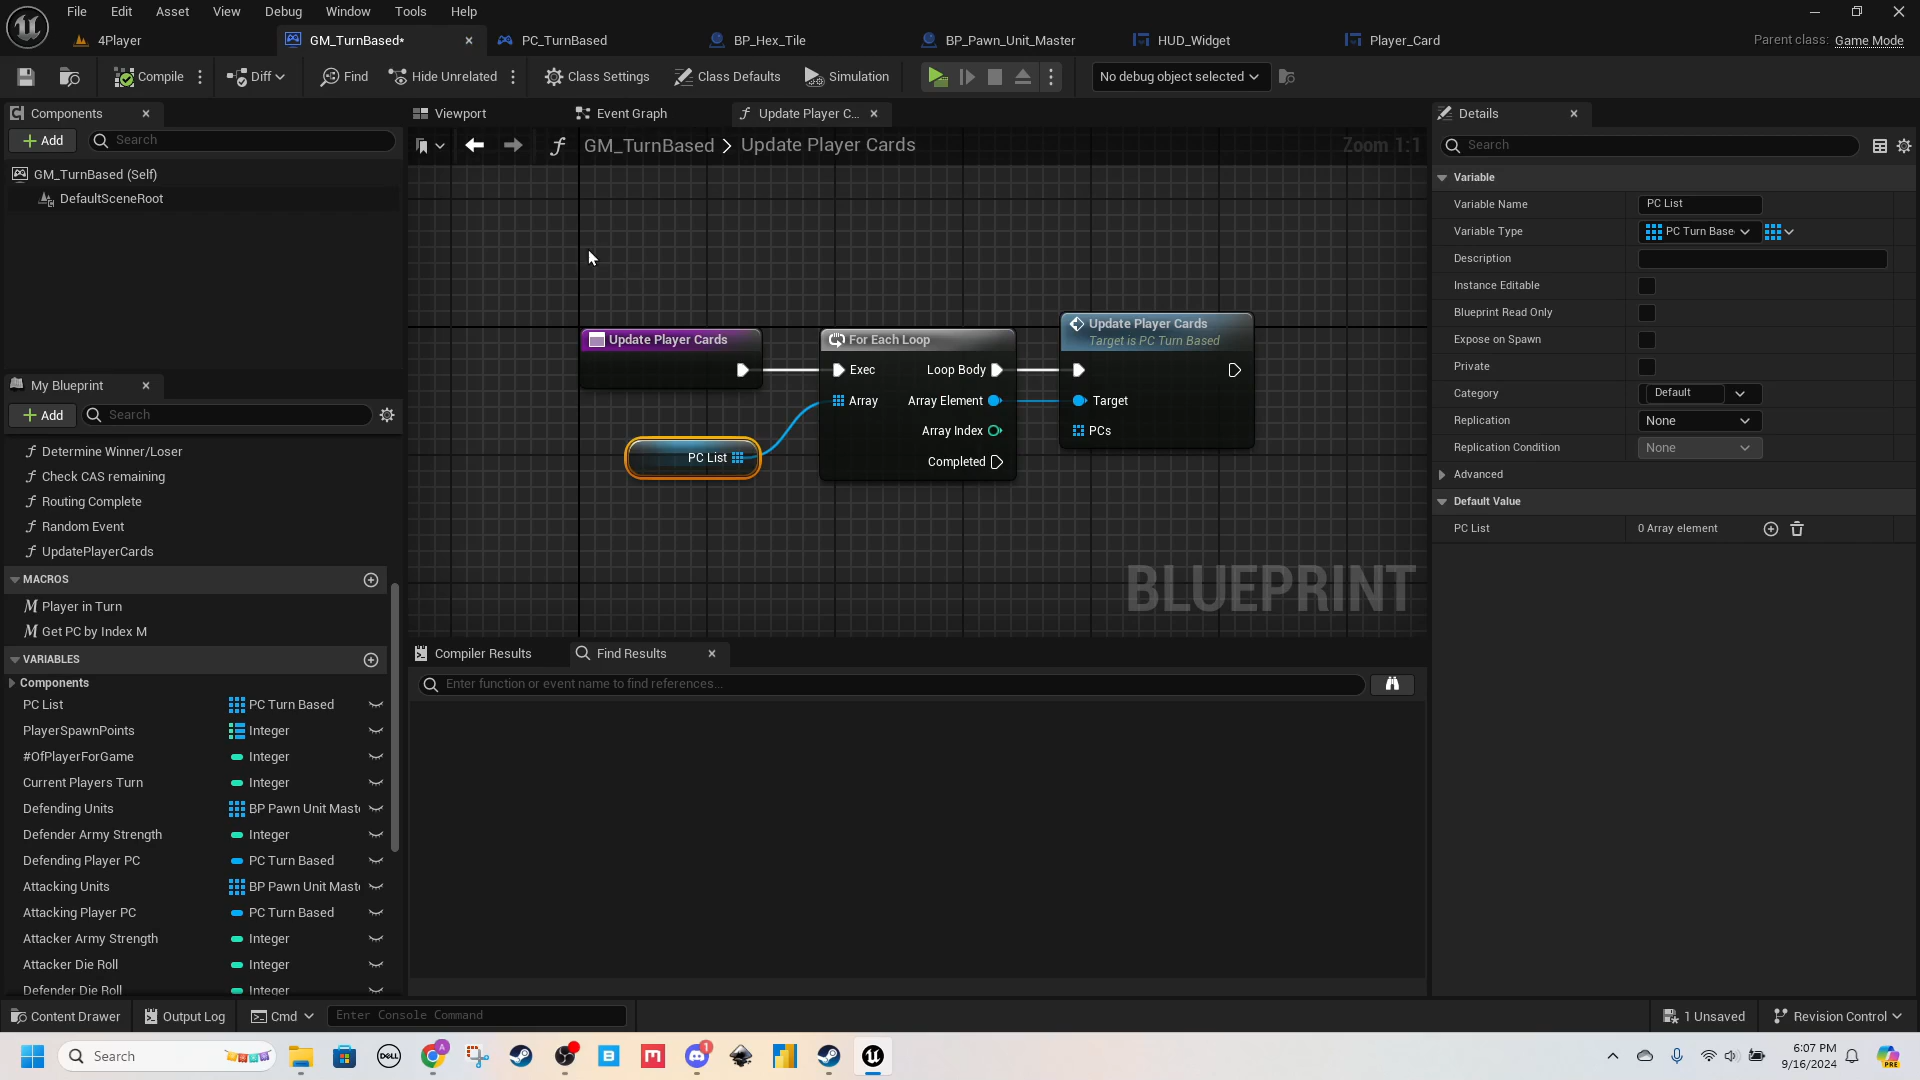 File Edit Asset View Debug Window Tools Help
4Player GM_TurnBased* PC_TurnBased BP_Hex_Tile BP_Pawn_Unit_Master HUD_Widget Player_Card Parent class: Game Mode
Compile Diff Find Hide Unrelated Class Settings Class Defaults Simulation No debug object selected
Components
Add Search
GM_TurnBased (Self)
DefaultSceneRoot
My Blueprint
Add Search
Determine Winner/Loser
Check CAS remaining
Routing Complete
Random Event
UpdatePlayerCards
MACROS
Player in Turn
Get PC by Index M
VARIABLES
Components
PC List PC Turn Based
PlayerSpawnPoints Integer
#OfPlayerForGame Integer
Current Players Turn Integer
Defending Units BP Pawn Unit Maste
Defender Army Strength Integer
Defending Player PC PC Turn Based
Attacking Units BP Pawn Unit Maste
Attacking Player PC PC Turn Based
Attacker Army Strength Integer
Attacker Die Roll Integer
Defender Die Roll Integer
Viewport Event Graph Update Player C...
GM_TurnBased > Update Player Cards Zoom 1:1
Update Player Cards
For Each Loop
Exec Loop Body
Array Array Element
Array Index
Completed
PC List
Update Player Cards
Target is PC Turn Based
Target
PCs
BLUEPRINT
Compiler Results Find Results
Enter function or event name to find references...
Details
Search
Variable
Variable Name PC List
Variable Type PC Turn Base
Description
Instance Editable
Blueprint Read Only
Expose on Spawn
Private
Category Default
Replication None
Replication Condition None
Advanced
Default Value
PC List 0 Array element
Content Drawer Output Log Cmd Enter Console Command 1 Unsaved Revision Control
Search DELL A B M 1 6:07 PM
9/16/2024 PRE